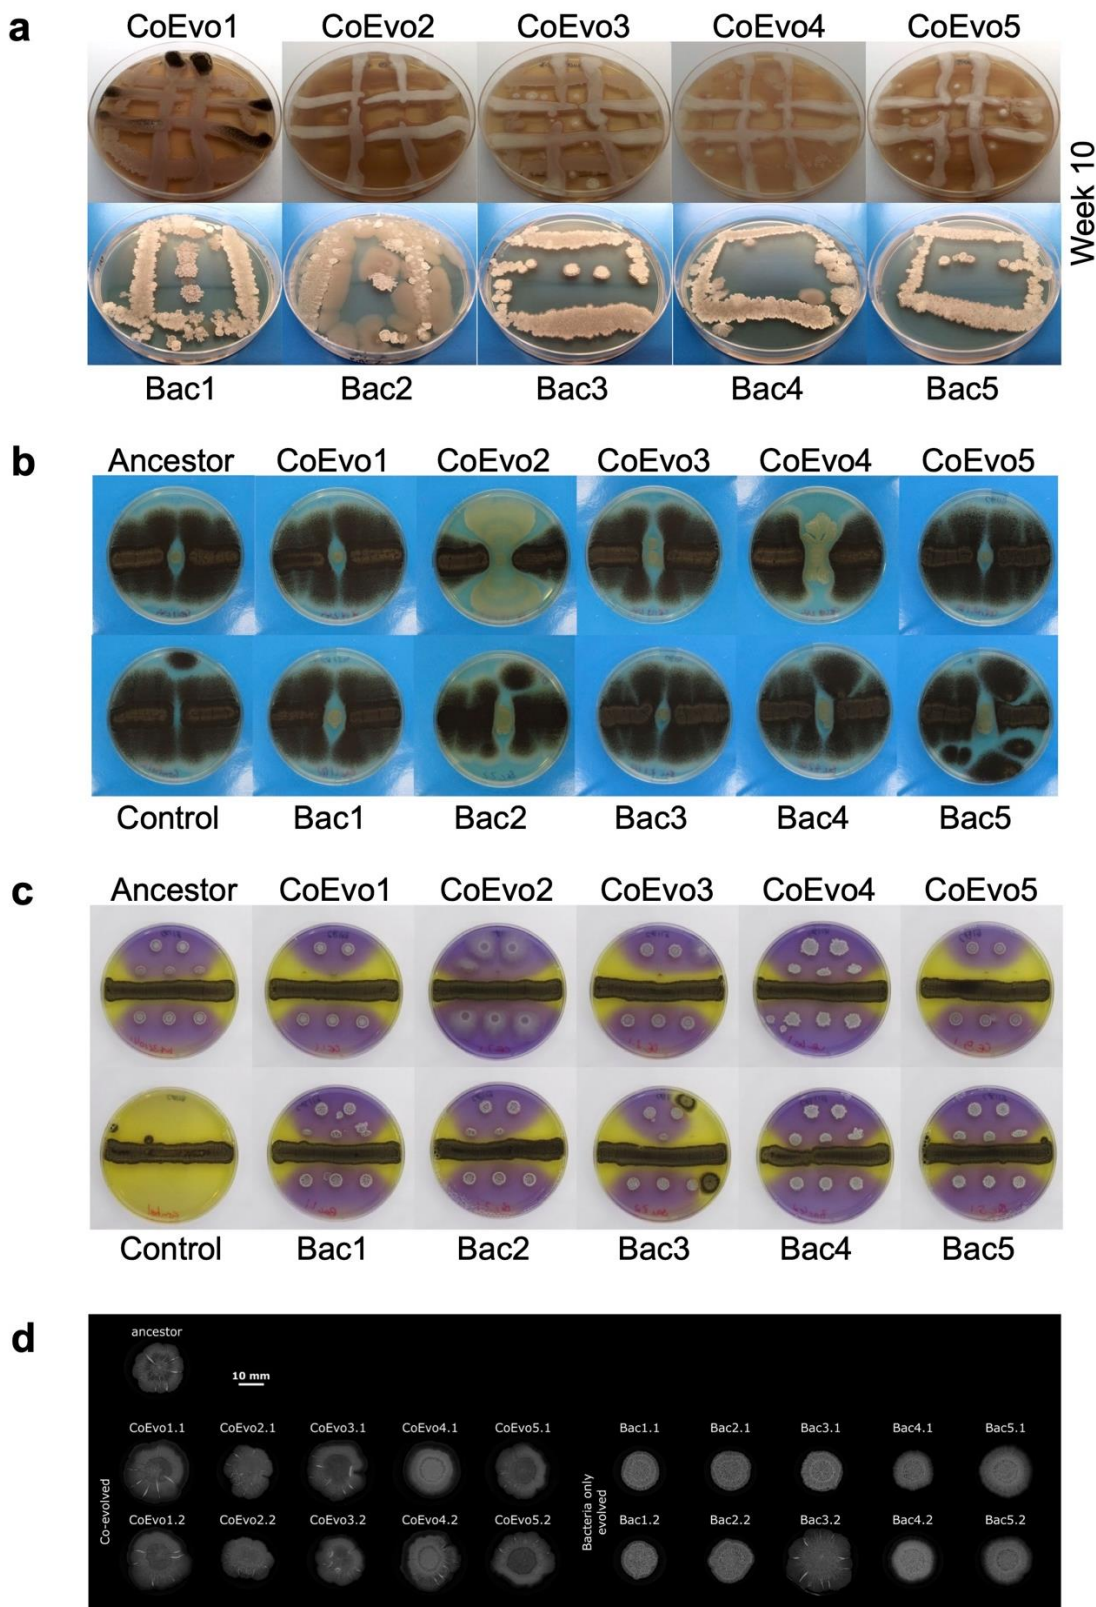 a
CoEvo1 CoEvo2 CoEvo3 CoEvo4 CoEvo5
Week 10
Bac1 Bac2 Bac3 Bac4 Bac5
b
Ancestor CoEvo1 CoEvo2 CoEvo3 CoEvo4 CoEvo5
Control Bac1 Bac2 Bac3 Bac4 Bac5
c
Ancestor CoEvo1 CoEvo2 CoEvo3 CoEvo4 CoEvo5
Control Bac1 Bac2 Bac3 Bac4 Bac5
d
ancestor
10 mm
CoEvo1.1 CoEvo2.1 CoEvo3.1 CoEvo4.1 CoEvo5.1 Bac1.1 Bac2.1 Bac3.1 Bac4.1 Bac5.1
Co-evolved
Bacteria only
evolved
CoEvo1.2 CoEvo2.2 CoEvo3.2 CoEvo4.2 CoEvo5.2 Bac1.2 Bac2.2 Bac3.2 Bac4.2 Bac5.2